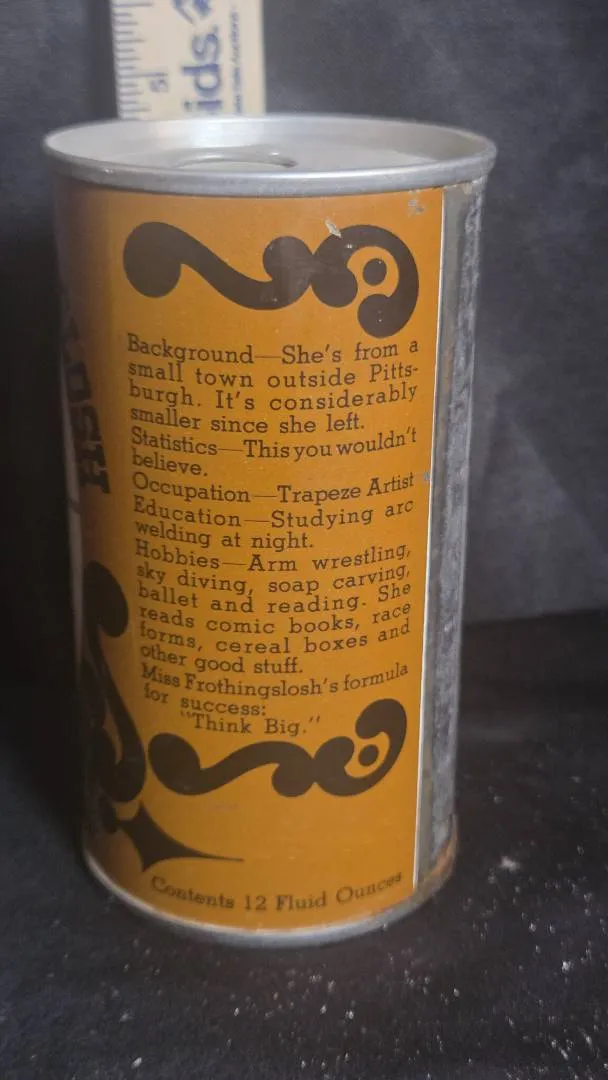 15
ids.
Background—She's from a
small town outside Pitts-
burgh. It's considerably
smaller since she left.
Statistics—This you wouldn't
believe.
Occupation—Trapeze Artist
Education—Studying arc
welding at night.
Hobbies—Arm wrestling,
sky diving, soap carving,
ballet and reading. She
reads comic books, race
forms, cereal boxes and
other good stuff.
Miss Frothingslosh's formula
for success:
"Think Big."
Contents 12 Fluid Ounces
LOSH